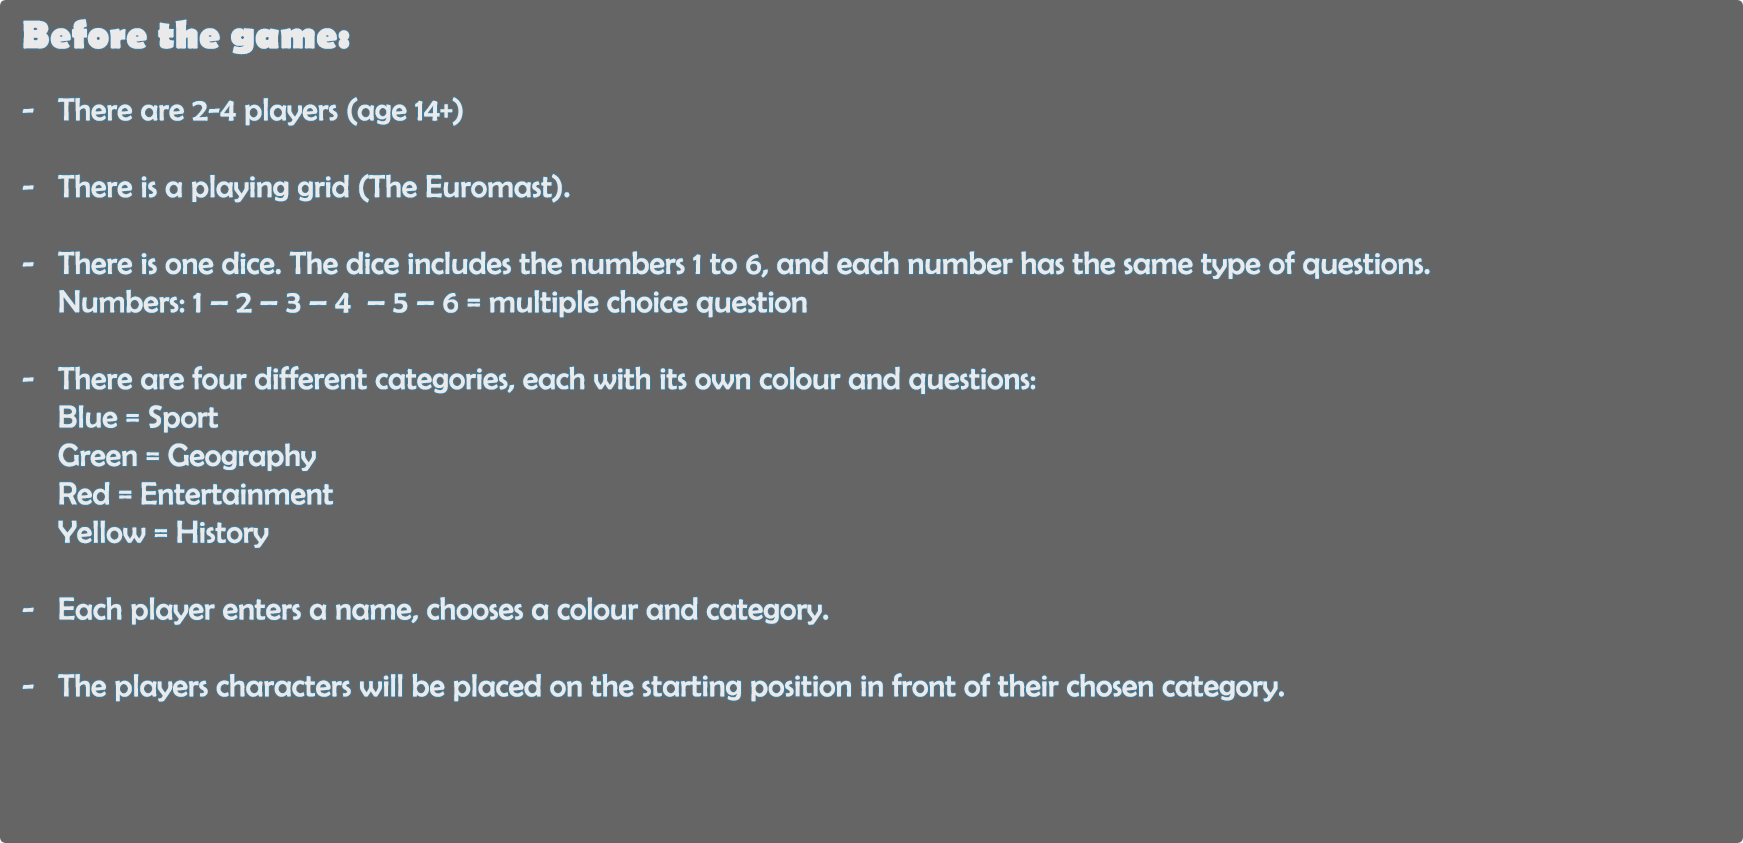 Before the game:
- There are 2-4 players (age 14+)
- There is a playing grid (The Euromast).
- There is one dice. The dice includes the numbers 1 to 6, and each number has the same type of questions.
Numbers: 1 – 2 – 3 – 4  – 5 – 6 = multiple choice question
- There are four different categories, each with its own colour and questions:
Blue = Sport
Green = Geography
Red = Entertainment
Yellow = History
- Each player enters a name, chooses a colour and category.
- The players characters will be placed on the starting position in front of their chosen category.